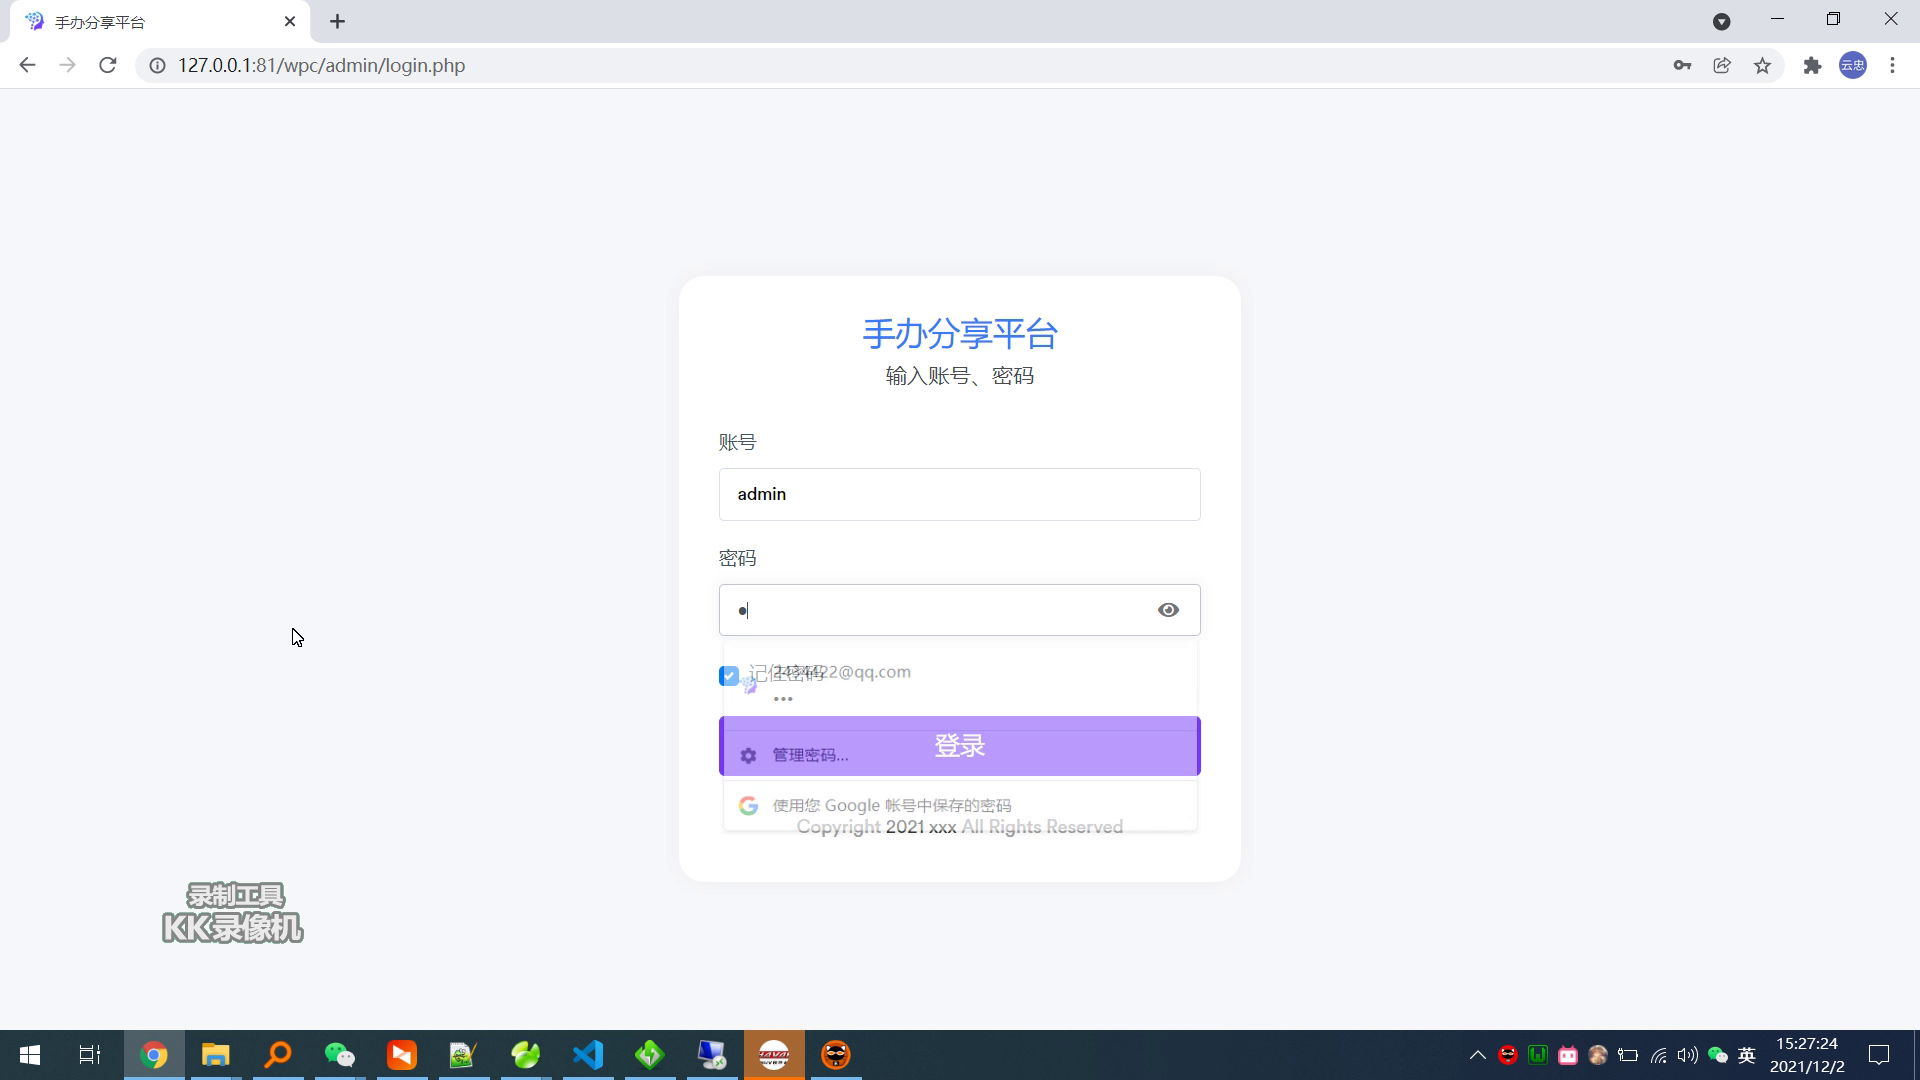 手办分享平台
127.0.0.1:81/wpc/admin/login.php
云忠
手办分享平台
输入账号、密码
账号
admin
密码
记住密码
管理密码...
登录
使用您 Google 帐号中保存的密码
Copyright 2021 xxx All Rights Reserved
录制工具
KK录像机
英
15:27:24
2021/12/2